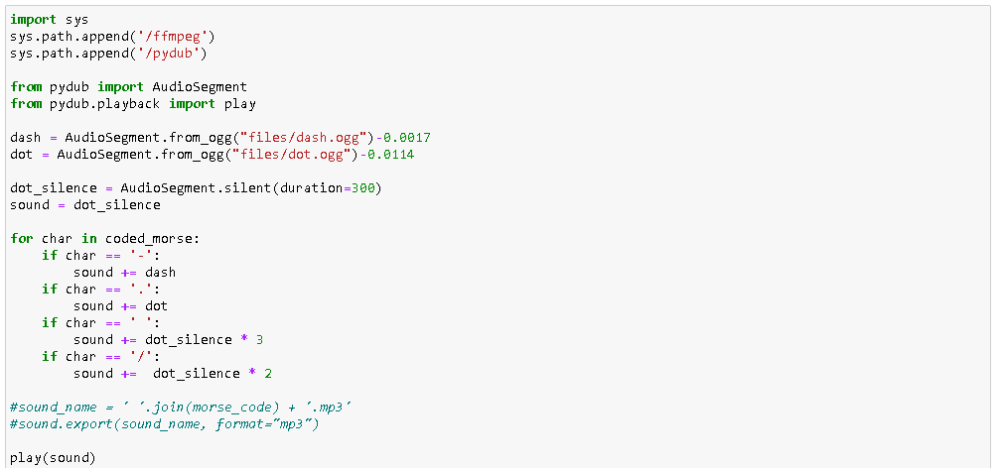 import sys
sys.path.append('/ffmpeg')
sys.path.append('/pydub')
from pydub import AudioSegment
from pydub.playback import play
dash = AudioSegment.from_ogg("files/dash.ogg")-0.0017
dot = AudioSegment.from_ogg("files/dot.ogg")-0.0114
dot_silence = AudioSegment.silent(duration=300)
sound = dot_silence
for char in coded_morse:
    if char == '-':
        sound += dash
    if char == '.':
        sound += dot
    if char == ' ':
        sound += dot_silence * 3
    if char == '/':
        sound +=  dot_silence * 2
#sound_name = ' '.join(morse_code) + '.mp3'
#sound.export(sound_name, format="mp3")
play(sound)